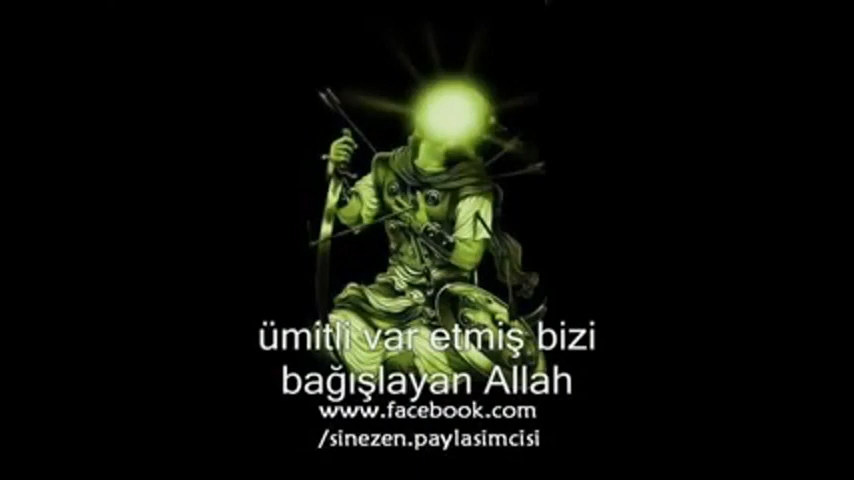 ümitli var etmiş bizi
bağışlayan Allah
www.facebook.com
/sinezen.paylasimcisi